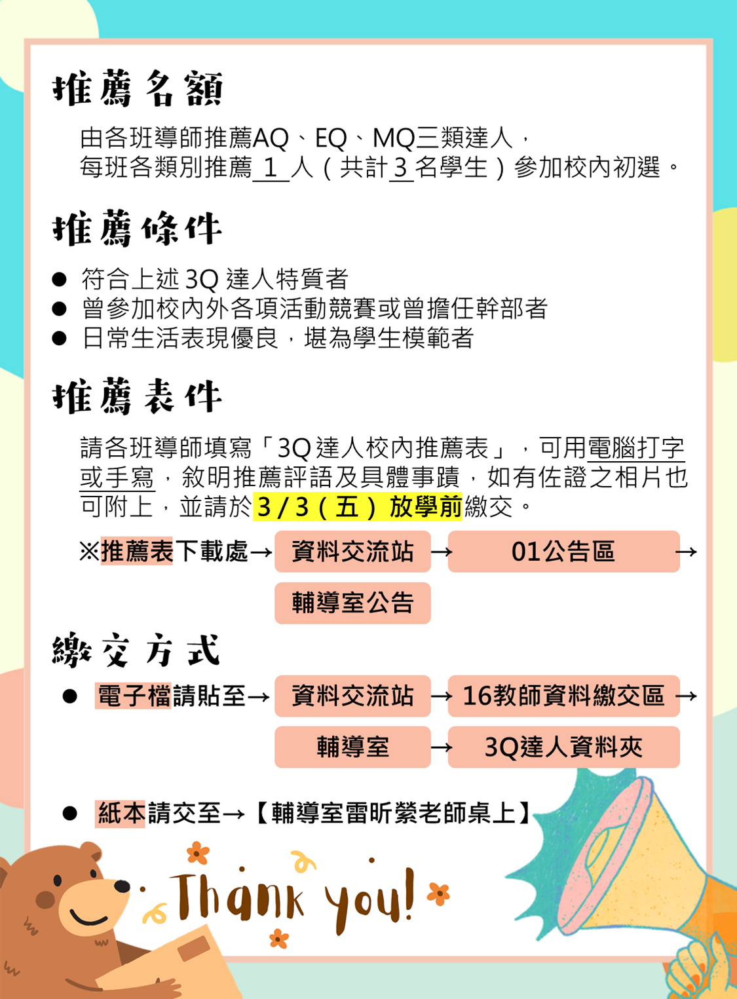 推薦名額
由各班導師推薦AQ、EQ、MQ三類達人，
每班各類別推薦 1 人（共計 3 名學生）參加校內初選。
推薦條件
● 符合上述 3Q 達人特質者
● 曾參加校內外各項活動競賽或曾擔任幹部者
● 日常生活表現優良，堪為學生模範者
推薦表件
請各班導師填寫「3Q達人校內推薦表」，可用電腦打字
或手寫，敘明推薦評語及具體事蹟，如有佐證之相片也
可附上，並請於 3/3（五）放學前繳交。
※推薦表下載處→ 資料交流站 → 01公告區 →
輔導室公告
繳交方式
● 電子檔請貼至→ 資料交流站 → 16教師資料繳交區 →
輔導室 → 3Q達人資料夾
● 紙本請交至→【輔導室雷昕縈老師桌上】
Thank you!